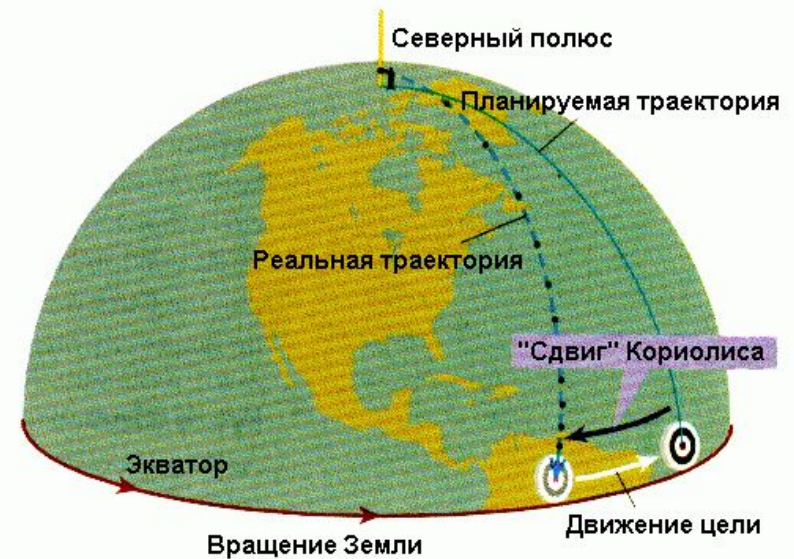 Северный полюс
Планируемая траектория
Реальная траектория
"Сдвиг" Кориолиса
Экватор
Движение цели
Вращение Земли